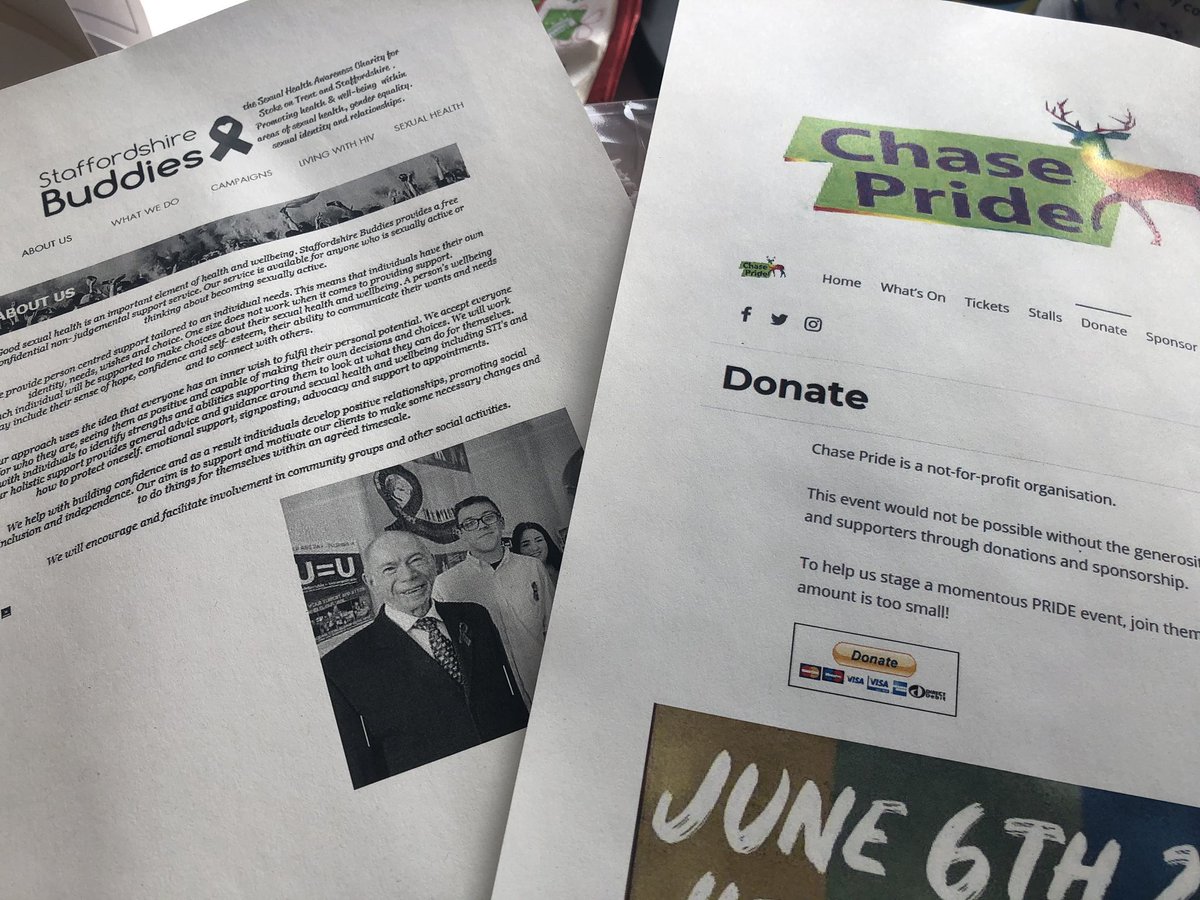 Staffordshire
Buddies
the Sexual Health Awareness Charity for
Stoke on Trent and Staffordshire .
Promoting health & well-being within
areas of sexual health, gender equality.
sexual identity and relationships.
ABOUT US
WHAT WE DO
CAMPAIGNS
LIVING WITH HIV
SEXUAL HEALTH
ABOUT US
Good sexual health is an important element of health and wellbeing. Staffordshire Buddies provides a free
confidential non- judgemental support service. Our service is available for anyone who is sexually active or
thinking about becoming sexually active.
provide person centred support tailored to an individual needs. This means that individuals have their own
identity, needs, wishes and choice. One size does not work when it comes to providing support.
ach individual will be supported to make choices about their sexual health and wellbeing. A person's wellbeing
ay include their sense of hope, confidence and self- esteem, their ability to communicate their wants and needs
and to connect with others.
ur approach uses the idea that everyone has an inner wish to fulfil their personal potential. We accept everyone
for who they are, seeing them as positive and capable of making their own decisions and choices. We will work
with individuals to identify strengths and abilities supporting them to look at what they can do for themselves.
ur holistic support provides general advice and guidance around sexual health and wellbeing including STI's and
how to protect oneself. emotional support, signposting, advocacy and support to appointments.
We help with building confidence and as a result individuals develop positive relationships, promoting social
inclusion and independence. Our aim is to support and motivate our clients to make some necessary changes and
to do things for themselves within an agreed timescale.
We will encourage and facilitate involvement in community groups and other social activities.
U=U
Chase
Pride
Chase
Pride
Home
What's On
Tickets
Stalls
Donate
Sponsor
Donate
Chase Pride is a not-for-profit organisation.
This event would not be possible without the generosit
and supporters through donations and sponsorship.
To help us stage a momentous PRIDE event, join them
amount is too small!
Donate
VISA
VISA
DIRECT
Debit
JUNE 6TH 2